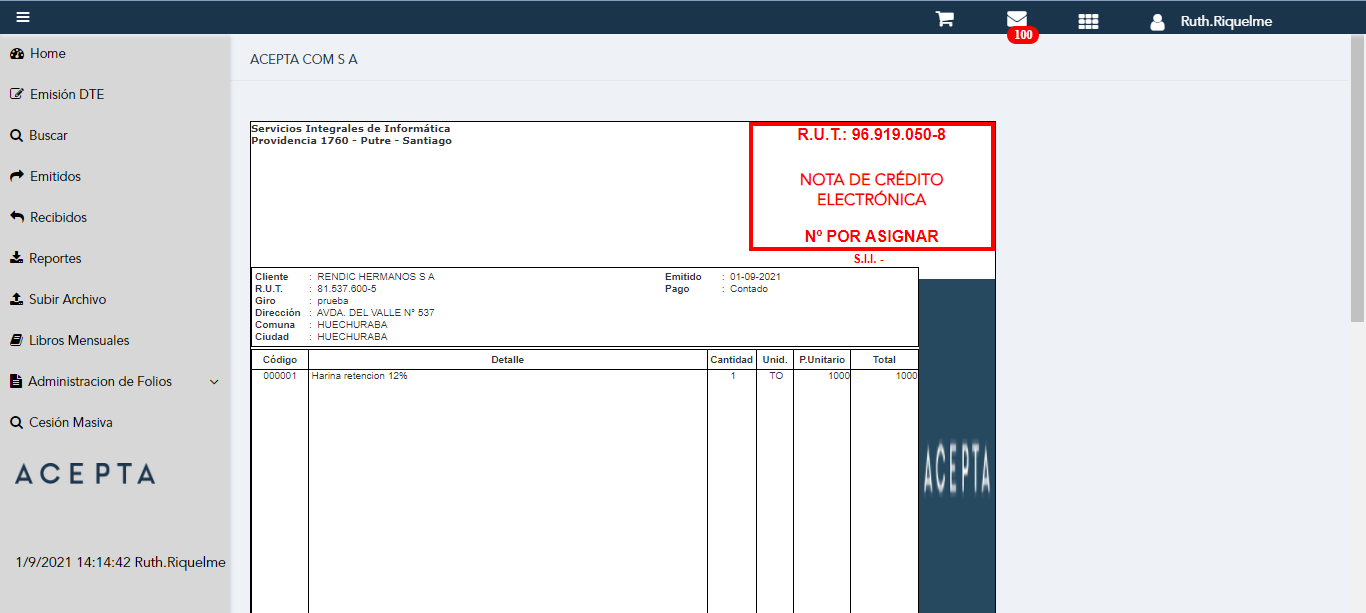 100
Ruth.Riquelme
Home
Emisión DTE
Buscar
Emitidos
Recibidos
Reportes
Subir Archivo
Libros Mensuales
Administracion de Folios
Cesión Masiva
ACEPTA
1/9/2021 14:14:42 Ruth.Riquelme
ACEPTA COM S A
Servicios Integrales de Informática
Providencia 1760 - Putre - Santiago
R.U.T.: 96.919.050-8
NOTA DE CRÉDITO
ELECTRÓNICA
Nº POR ASIGNAR
S.I.I. -
Cliente : RENDIC HERMANOS S A Emitido : 01-09-2021
R.U.T. : 81.537.600-5 Pago : Contado
Giro : prueba
Dirección : AVDA. DEL VALLE N° 537
Comuna : HUECHURABA
Ciudad : HUECHURABA
Código Detalle Cantidad Unid. P.Unitario Total
000001 Harina retencion 12% 1 TO 1000 1000
ACEPTA